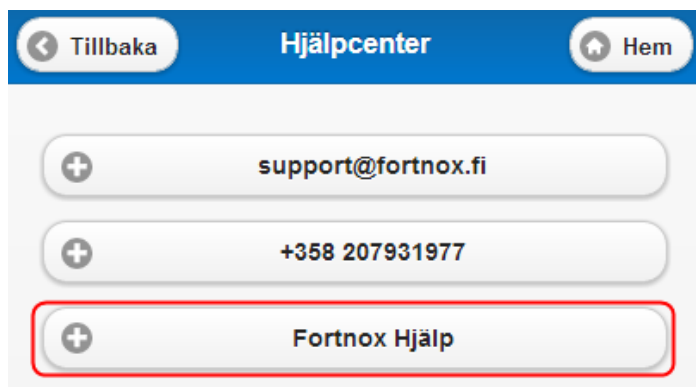 Tillbaka
Hjälpcenter
Hem
support@fortnox.fi
+358 207931977
Fortnox Hjälp